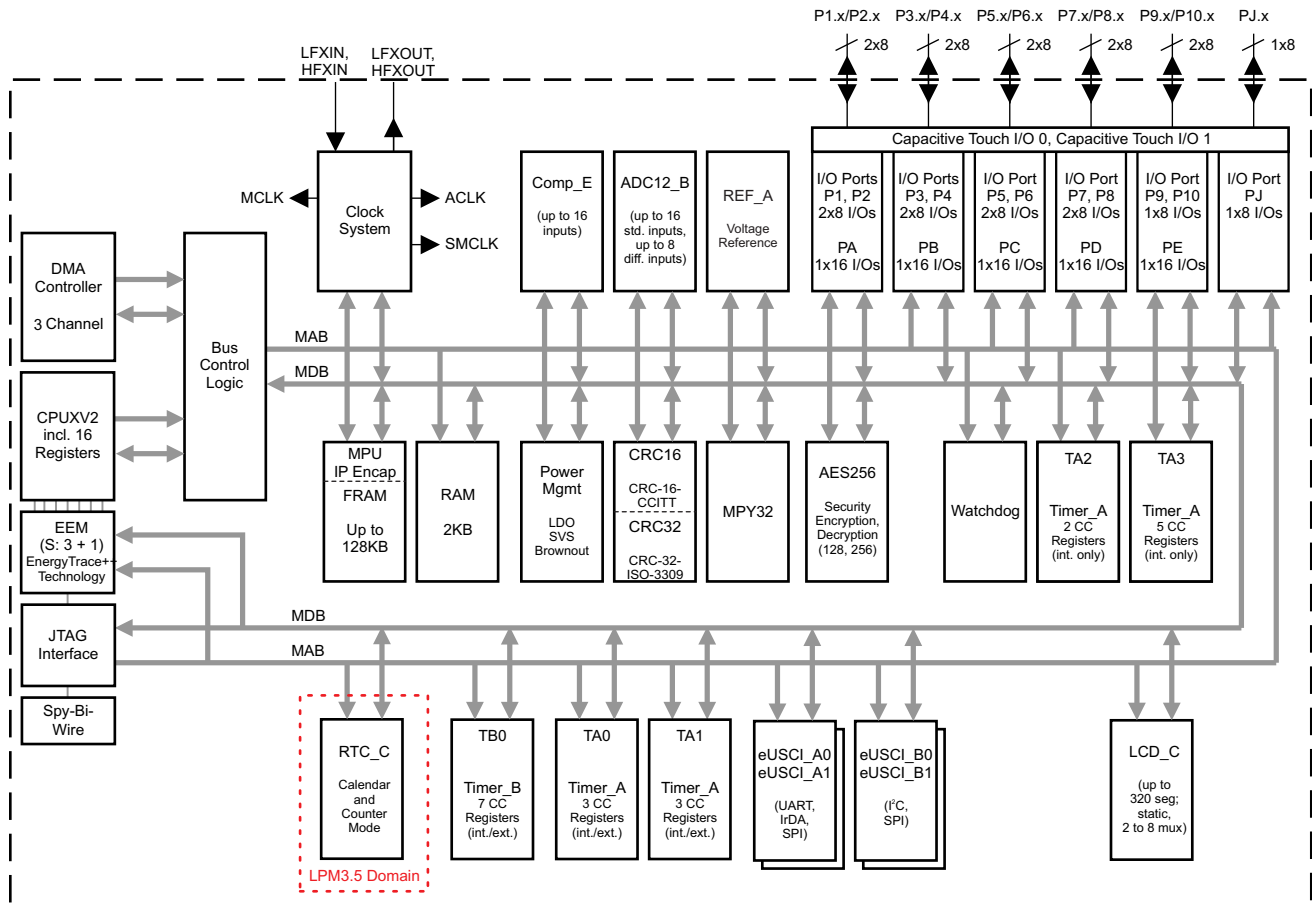 P1.x/P2.x
P3.x/P4.x
P5.x/P6.x
P7.x/P8.x
P9.x/P10.x
PJ.x
2x8
2x8
2x8
2x8
2x8
1x8
LFXIN,
HFXIN
LFXOUT,
HFXOUT
Capacitive Touch I/O 0, Capacitive Touch I/O 1
MCLK
Clock
System
ACLK
SMCLK
Comp_E
(up to 16
inputs)
ADC12_B
(up to 16
std. inputs,
up to 8
diff. inputs)
REF_A
Voltage
Reference
I/O Ports
P1, P2
2x8 I/Os
PA
1x16 I/Os
I/O Ports
P3, P4
2x8 I/Os
PB
1x16 I/Os
I/O Port
P5, P6
2x8 I/Os
PC
1x16 I/Os
I/O Port
P7, P8
2x8 I/Os
PD
1x16 I/Os
I/O Port
P9, P10
1x8 I/Os
PE
1x16 I/Os
I/O Port
PJ
1x8 I/Os
DMA
Controller
3 Channel
Bus
Control
Logic
MAB
MDB
CPUXV2
incl. 16
Registers
MPU
IP Encap
FRAM
Up to
128KB
RAM
2KB
Power
Mgmt
LDO
SVS
Brownout
CRC16
CRC-16-
CCITT
CRC32
CRC-32-
ISO-3309
MPY32
AES256
Security
Encryption,
Decryption
(128, 256)
Watchdog
TA2
Timer_A
2 CC
Registers
(int. only)
TA3
Timer_A
5 CC
Registers
(int. only)
EEM
(S: 3 + 1)
EnergyTrace++
Technology
MDB
MAB
JTAG
Interface
Spy-Bi-
Wire
RTC_C
Calendar
and
Counter
Mode
LPM3.5 Domain
TB0
Timer_B
7 CC
Registers
(int./ext.)
TA0
Timer_A
3 CC
Registers
(int./ext.)
TA1
Timer_A
3 CC
Registers
(int./ext.)
eUSCI_A0
eUSCI_A1
(UART,
IrDA,
SPI)
eUSCI_B0
eUSCI_B1
(I²C,
SPI)
LCD_C
(up to
320 seg;
static,
2 to 8 mux)